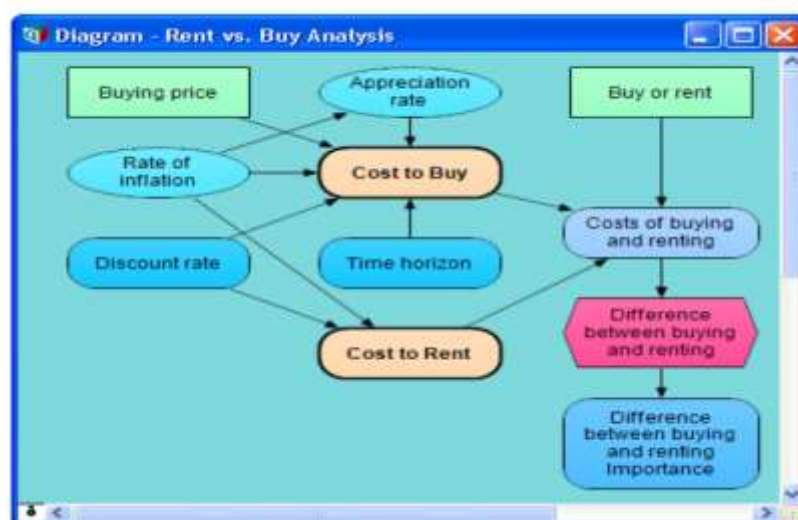 Diagram - Rent vs. Buy Analysis
Buying price
Appreciation
rate
Buy or rent
Rate of
inflation
Cost to Buy
Costs of buying
and renting
Discount rate
Time horizon
Difference
between buying
and renting
Cost to Rent
Difference
between buying
and renting
Importance